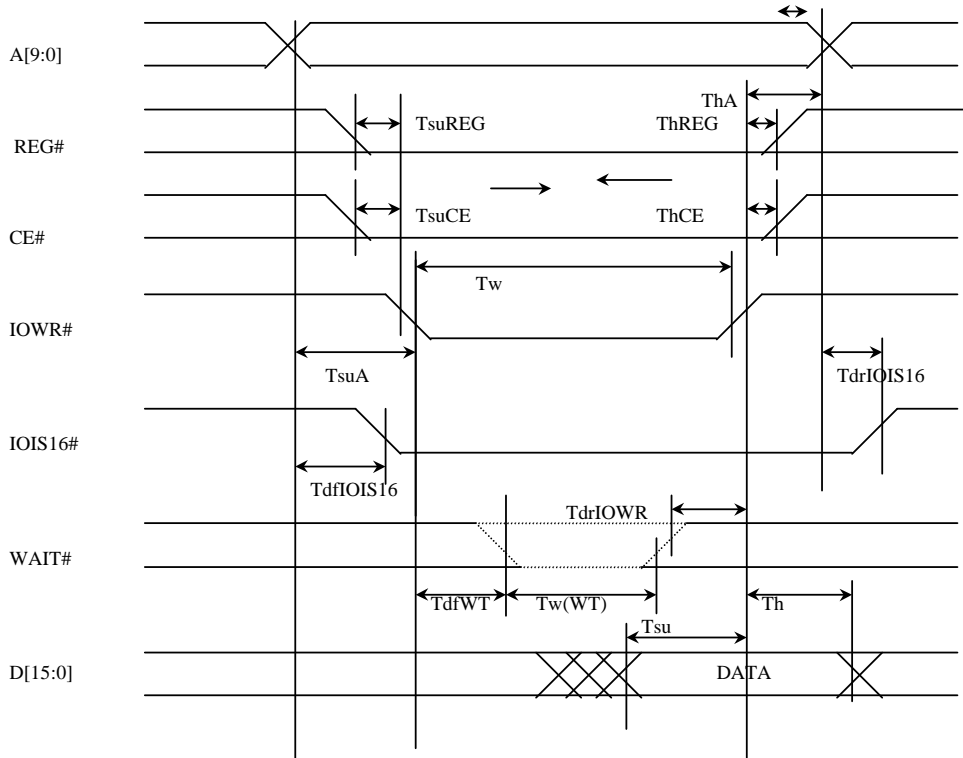 A[9:0]
ThA
TsuREG
ThREG
REG#
TsuCE
ThCE
CE#
Tw
IOWR#
TsuA
TdrIOIS16
IOIS16#
TdfIOIS16
TdrIOWR
WAIT#
TdfWT
Tw(WT)
Th
Tsu
D[15:0]
DATA